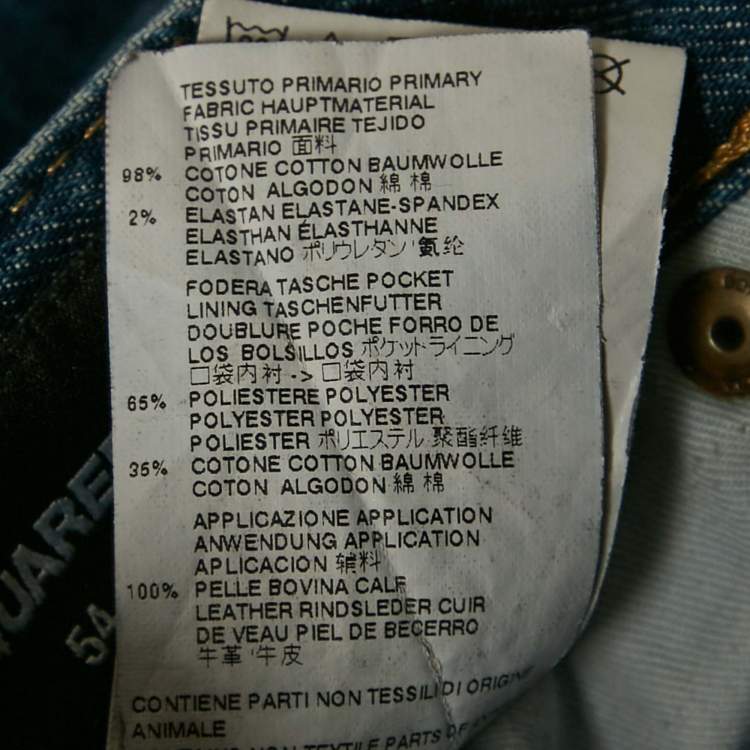 TESSUTO PRIMARIO PRIMARY
FABRIC HAUPTMATERIAL
TISSU PRIMAIRE TEJIDO
PRIMARIO 面料
98% COTONE COTTON BAUMWOLLE
COTON ALGODON 綿 棉
2% ELASTAN ELASTANE-SPANDEX
ELASTHAN ÉLASTHANNE
ELASTANO ポリウレタン 氨纶
FODERA TASCHE POCKET
LINING TASCHENFUTTER
DOUBLURE POCHE FORRO DE
LOS BOLSILLOS ポケットライニング
口袋内衬 -> 口袋内衬
65% POLIESTERE POLYESTER
POLYESTER POLYESTER
POLIESTER ポリエステル 聚酯纤维
35% COTONE COTTON BAUMWOLLE
COTON ALGODON 綿 棉
APPLICAZIONE APPLICATION
ANWENDUNG APPLICATION
APLICACION 辅料
100% PELLE BOVINA CALF
LEATHER RINDSLEDER CUIR
DE VEAU PIEL DE BECERRO
牛革 牛皮
CONTIENE PARTI NON TESSILI DI ORIGINE
ANIMALE
NON TEXTILE PARTS OF
54